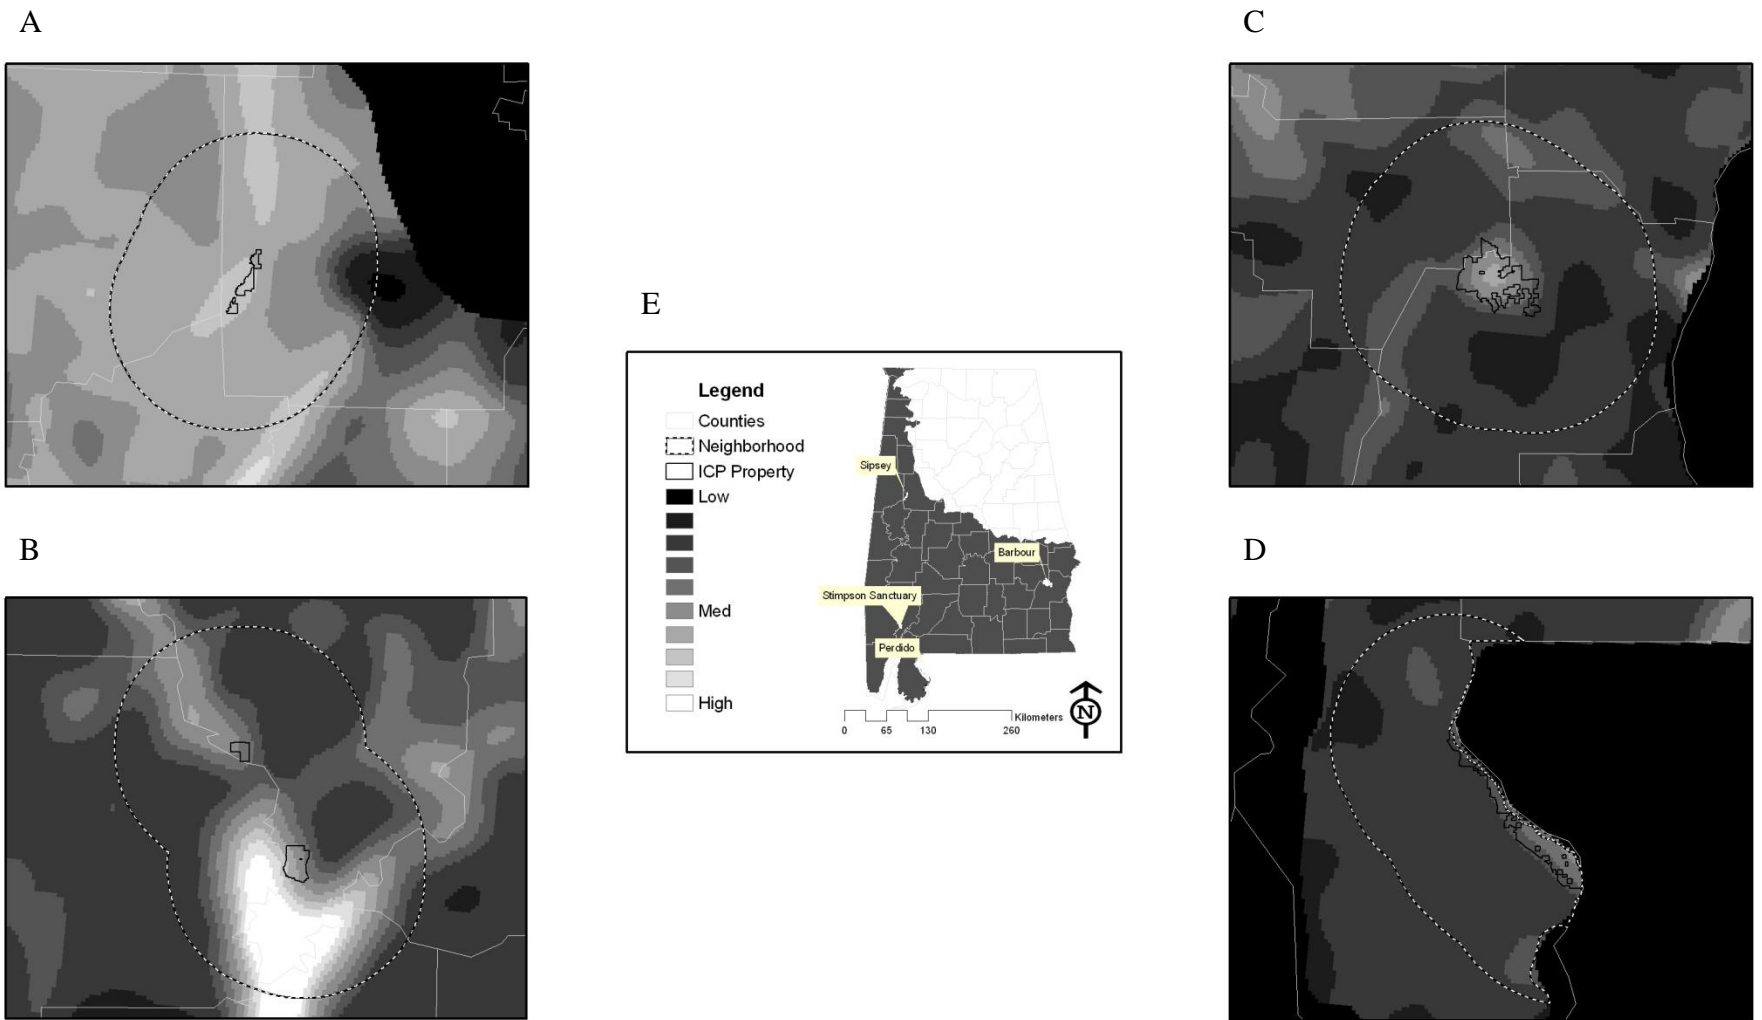 A
C
E
Legend
Counties
Neighborhood
ICP Property
Low
Med
High
Sipsey
Barbour
Stimpson Sanctuary
Perdido
Kilometers
0 65 130 260
N
B
D